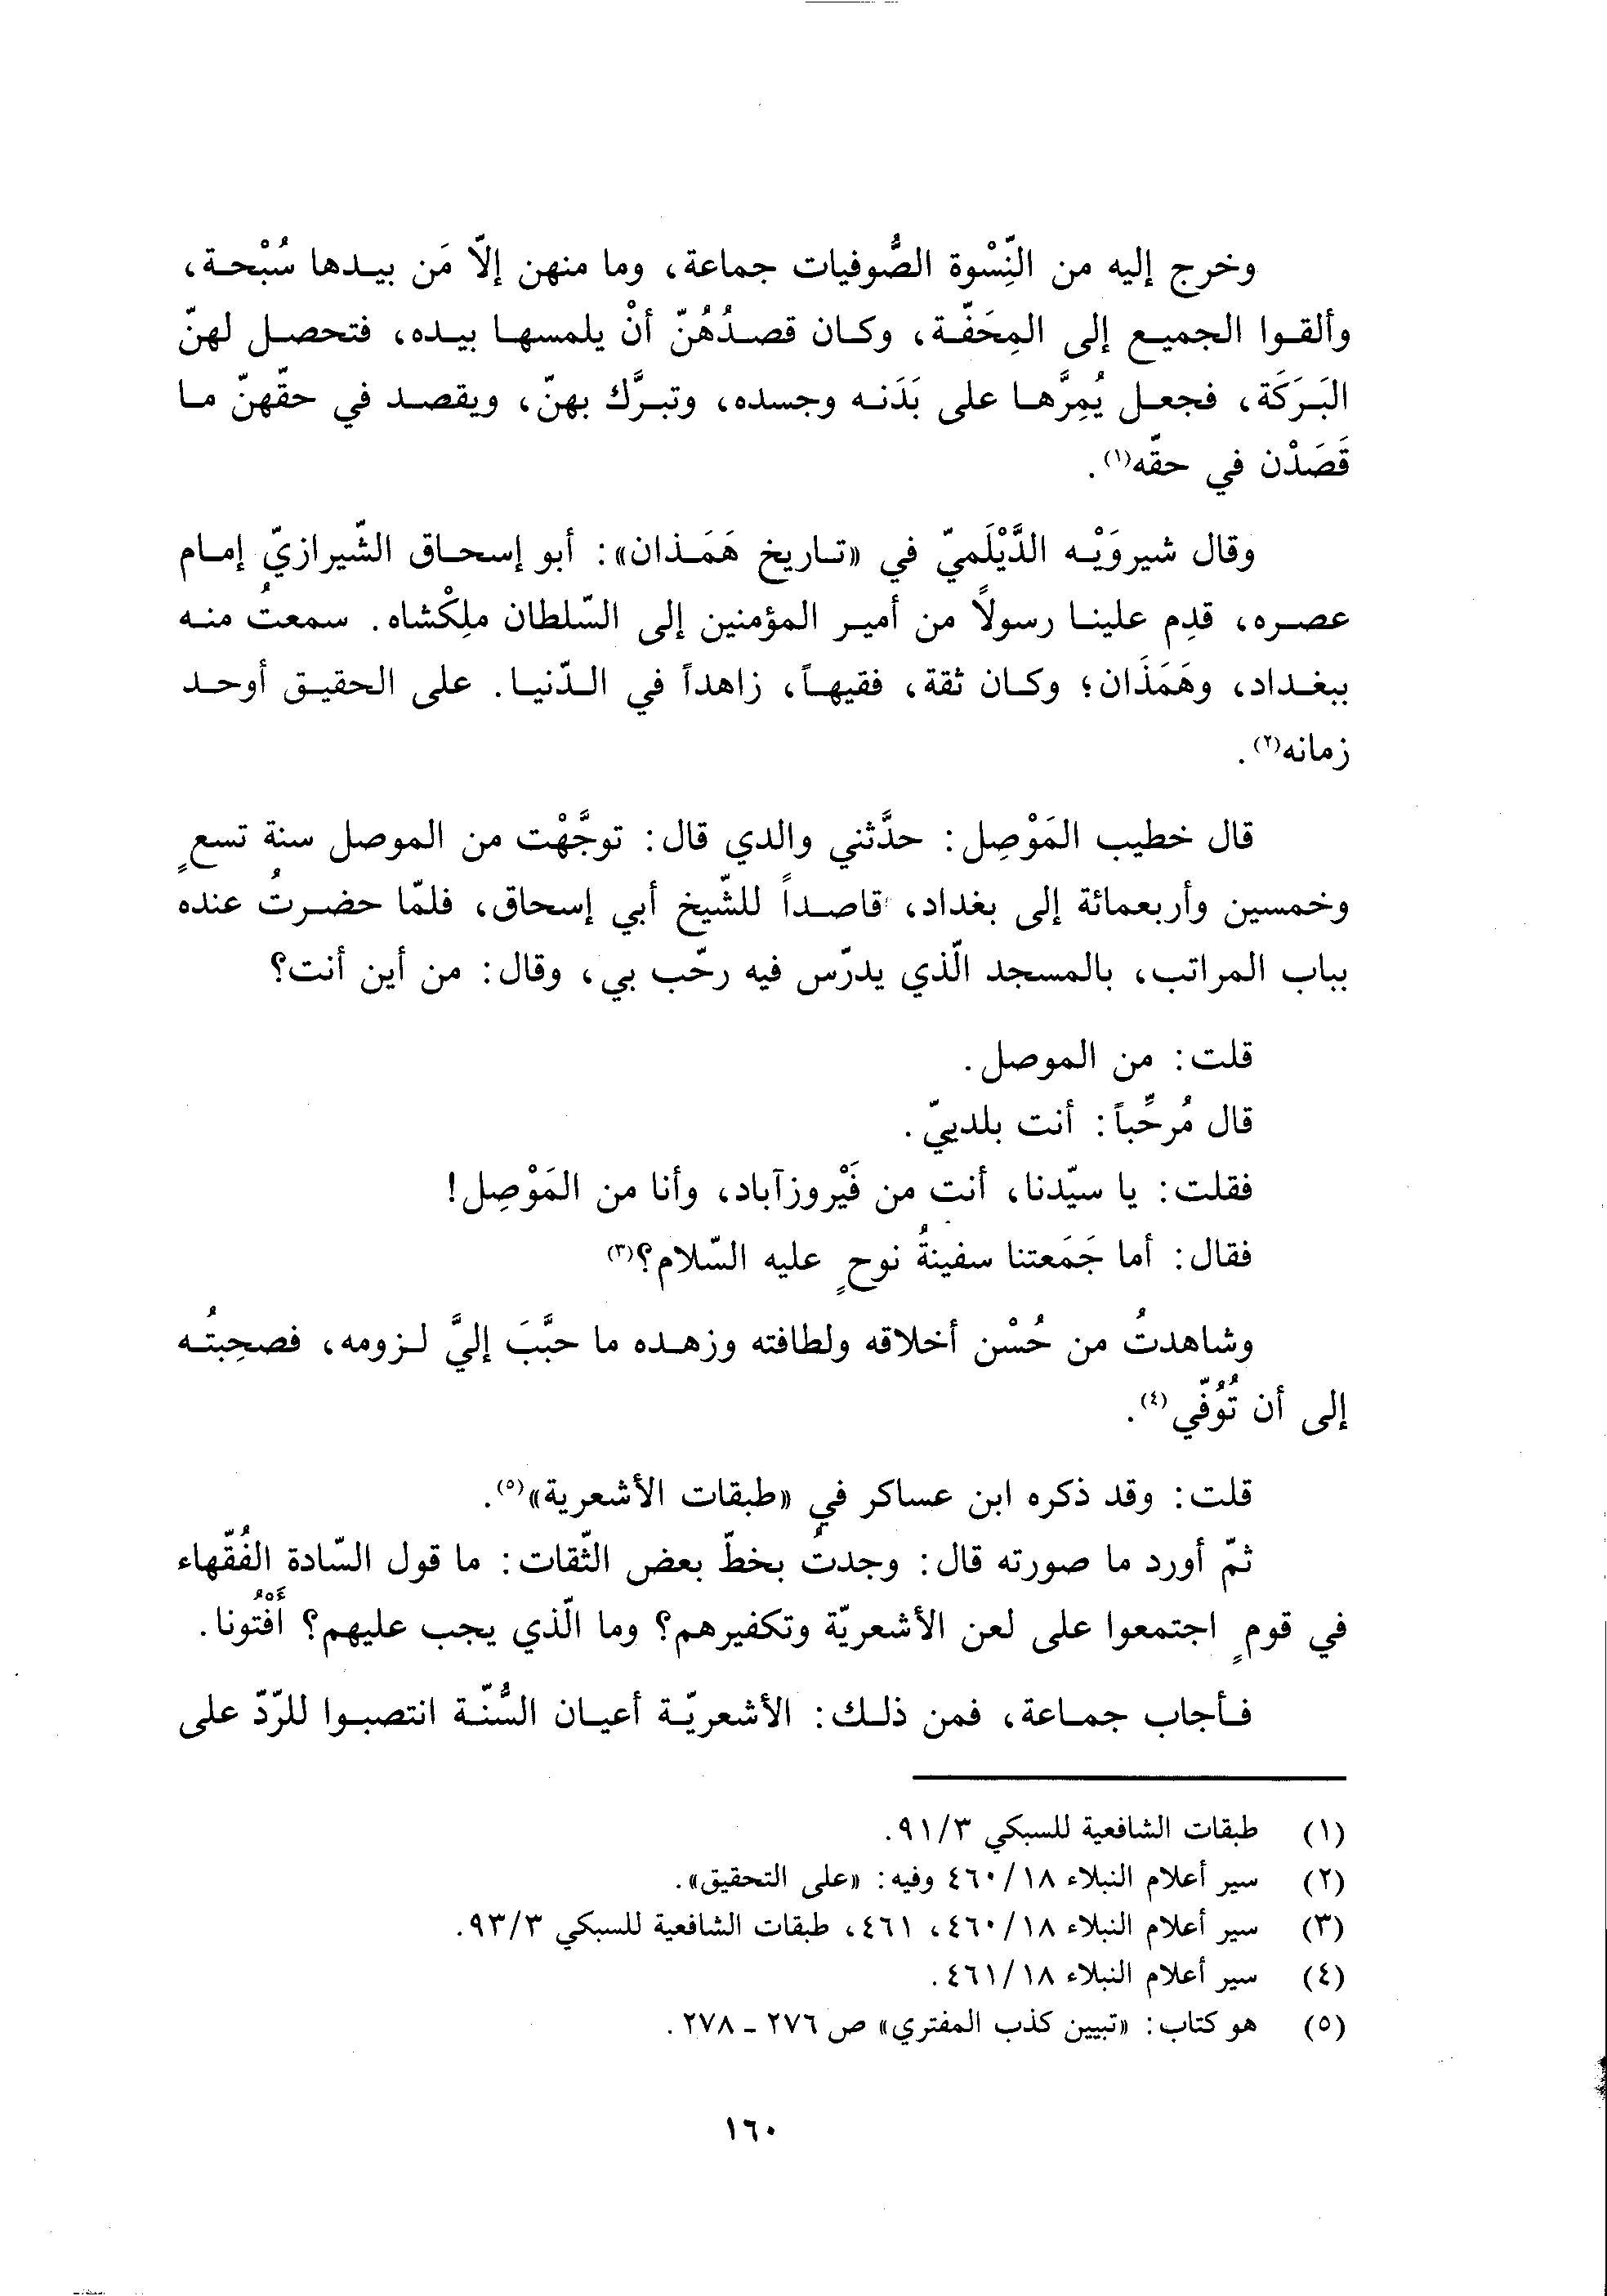 وخرج إليه من النِّسْوة الصُّوفيات جماعة، وما منهن إلّا مَن بيدها سُبْحة،
وألقوا الجميع إلى المِحَفّة، وكان قصدُهُنّ أنْ يلمسها بيده، فتحصل لهنّ
البَرَكَة، فجعل يُمِرَّها على بَدَنه وجسده، وتبرَّك بهنّ، ويقصد في حقّهنّ ما
قَصَدْن في حقّه(١).
وقال شيروَيْه الدَّيْلَميّ في «تاريخ هَمَذان»: أبو إسحاق الشّيرازيّ إمام
عصره، قدِم علينا رسولاً من أمير المؤمنين إلى السّلطان ملِكْشاه. سمعتُ منه
ببغداد، وهَمَذَان؛ وكان ثقة، فقيهاً، زاهداً في الدّنيا. على الحقيق أوحد
زمانه(٢).
قال خطيب المَوْصِل: حدَّثني والدي قال: توجَّهْت من الموصل سنة تسعٍ
وخمسين وأربعمائة إلى بغداد، قاصداً للشّيخ أبي إسحاق، فلمّا حضرتُ عنده
بباب المراتب، بالمسجد الّذي يدرّس فيه رحّب بي، وقال: من أين أنت؟
قلت: من الموصل.
قال مُرحِّباً: أنت بلدييّ.
فقلت: يا سيّدنا، أنت من فَيْروزآباد، وأنا من المَوْصِل!
فقال: أما جَمَعتنا سفينةُ نوحٍ عليه السّلام؟(٣)
وشاهدتُ من حُسْن أخلاقه ولطافته وزهده ما حبَّبَ إليَّ لزومه، فصحِبتُه
إلى أن تُوُفّي(٤).
قلت: وقد ذكره ابن عساكر في «طبقات الأشعرية»(٥).
ثمّ أورد ما صورته قال: وجدتُ بخطّ بعض الثّقات: ما قول السّادة الفُقّهاء
في قومٍ اجتمعوا على لعن الأشعريّة وتكفيرهم؟ وما الّذي يجب عليهم؟ أَفْتُونا.
فأجاب جماعة، فمن ذلك: الأشعريّة أعيان السُّنّة انتصبوا للرّدّ على
(١) طبقات الشافعية للسبكي ٩١/٣.
(٢) سير أعلام النبلاء ٤٦٠/١٨ وفيه: «على التحقيق».
(٣) سير أعلام النبلاء ٤٦٠/١٨، ٤٦١، طبقات الشافعية للسبكي ٩٣/٣.
(٤) سير أعلام النبلاء ٤٦١/١٨.
(٥) هو كتاب: «تبيين كذب المفتري» ص ٢٧٦ - ٢٧٨.
١٦٠